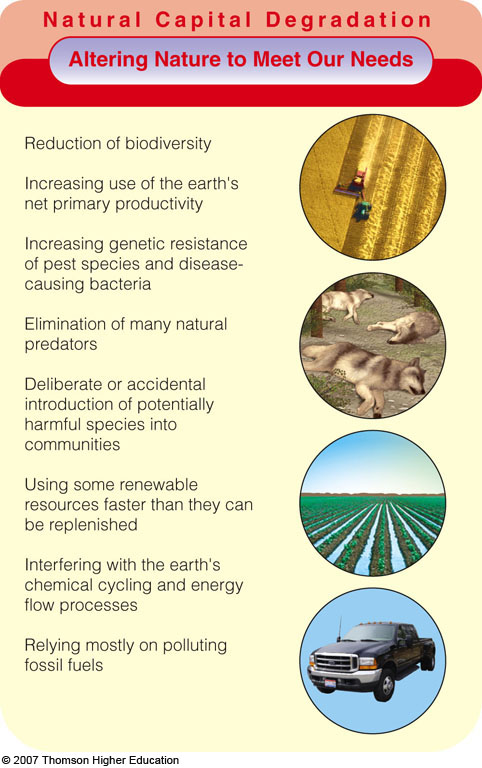 Natural Capital Degradation
Altering Nature to Meet Our Needs
Reduction of biodiversity
Increasing use of the earth's
net primary productivity
Increasing genetic resistance
of pest species and disease-
causing bacteria
Elimination of many natural
predators
Deliberate or accidental
introduction of potentially
harmful species into
communities
Using some renewable
resources faster than they can
be replenished
Interfering with the earth's
chemical cycling and energy
flow processes
Relying mostly on polluting
fossil fuels
© 2007 Thomson Higher Education